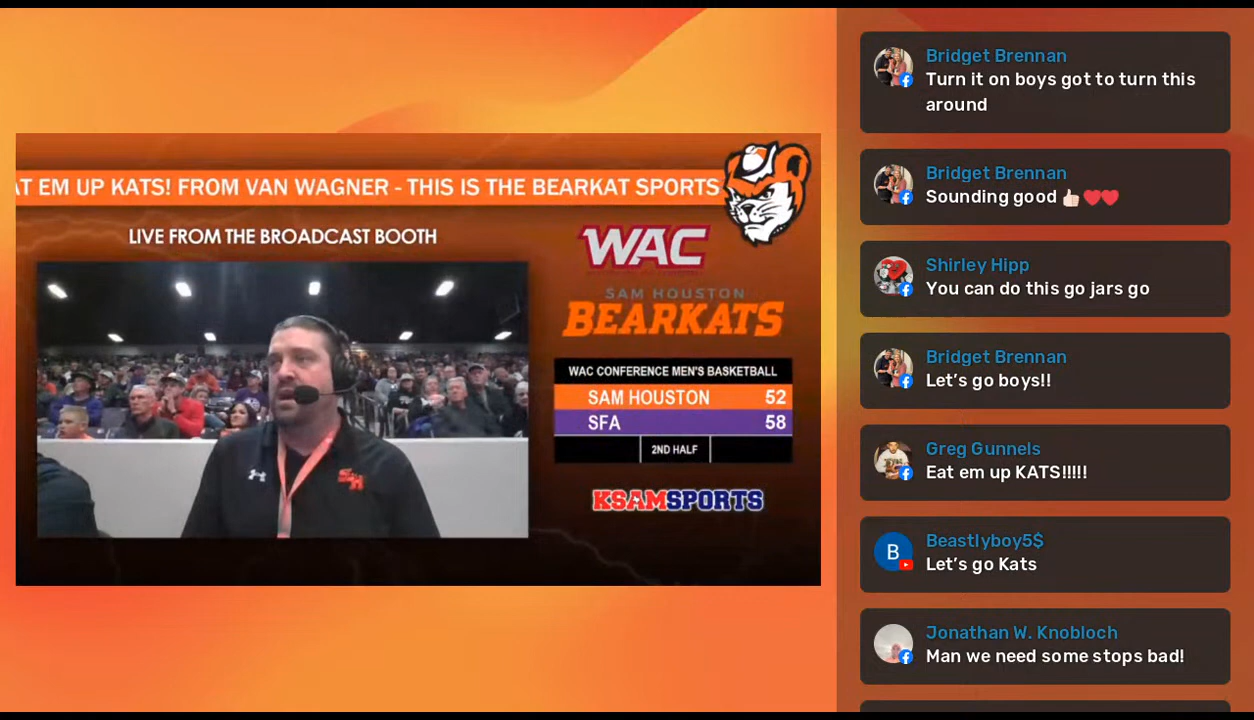 AT EM UP KATS! FROM VAN WAGNER - THIS IS THE BEARKAT SPORTS
LIVE FROM THE BROADCAST BOOTH
WAC
SAM HOUSTON
BEARKATS
WAC CONFERENCE MEN'S BASKETBALL
SAM HOUSTON 52
SFA 58
2ND HALF
KSAMSPORTS
SH
Bridget Brennan
Turn it on boys got to turn this
around
Bridget Brennan
Sounding good 👍🏻❤️❤️
Shirley Hipp
You can do this go jars go
Bridget Brennan
Let’s go boys!!
Greg Gunnels
Eat em up KATS!!!!!
B
Beastlyboy5$
Let’s go Kats
Jonathan W. Knobloch
Man we need some stops bad!